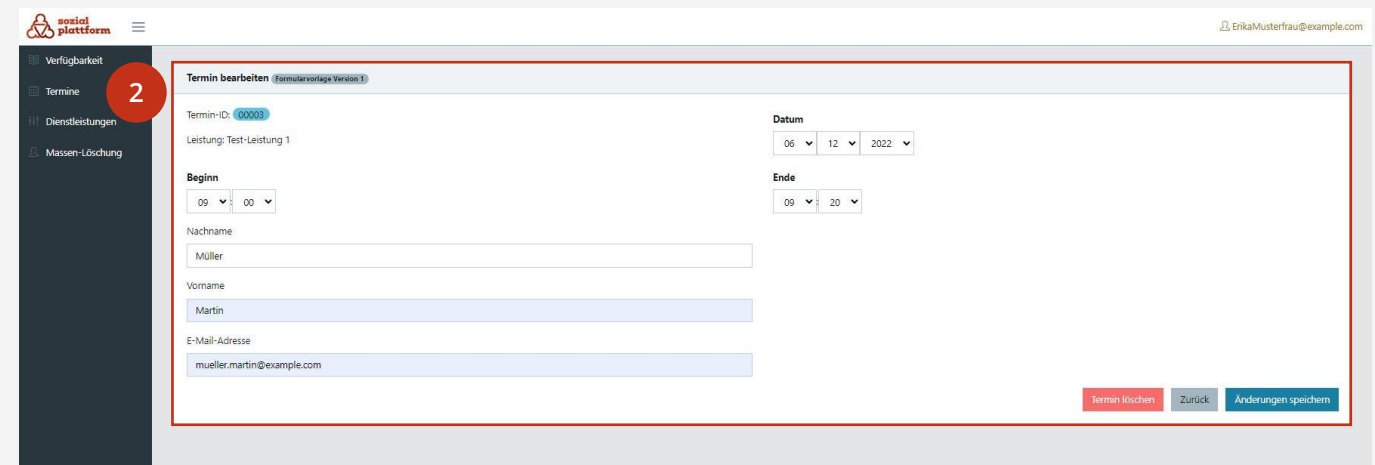 sozial
plattform
ErikaMusterfrau@example.com
Verfügbarkeit
Termine
Dienstleistungen
Massen-Löschung
2
Termin bearbeiten Formularvorlage Version 1
Termin-ID: 00003
Leistung: Test-Leistung 1
Datum
06 12 2022
Beginn
09 : 00
Ende
09 : 20
Nachname
Müller
Vorname
Martin
E-Mail-Adresse
mueller.martin@example.com
Termin löschen Zurück Änderungen speichern